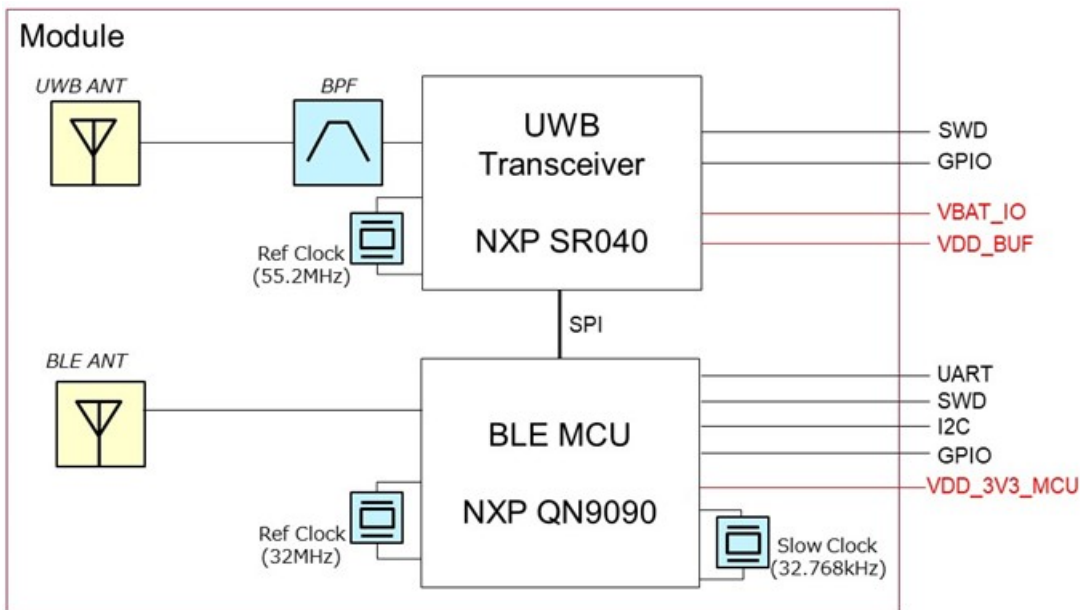 Module
UWB ANT
BPF
UWB
Transceiver
NXP SR040
SWD
GPIO
VBAT_IO
VDD_BUF
Ref Clock
(55.2MHz)
SPI
BLE ANT
BLE MCU
NXP QN9090
UART
SWD
I2C
GPIO
VDD_3V3_MCU
Ref Clock
(32MHz)
Slow Clock
(32.768kHz)